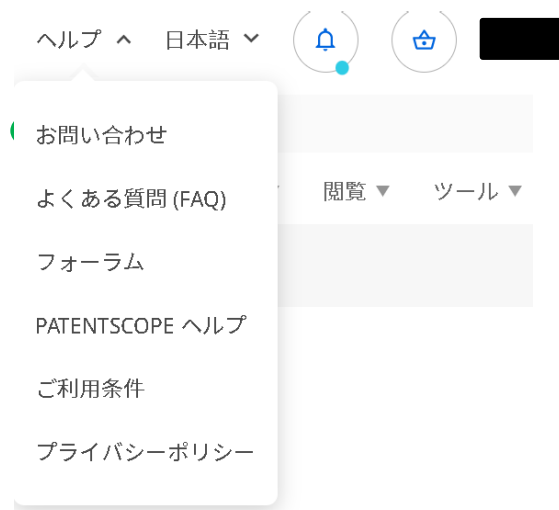 ヘルプ 日本語
お問い合わせ
よくある質問 (FAQ)
閲覧 ▼ ツール ▼
フォーラム
PATENTSCOPE ヘルプ
ご利用条件
プライバシーポリシー